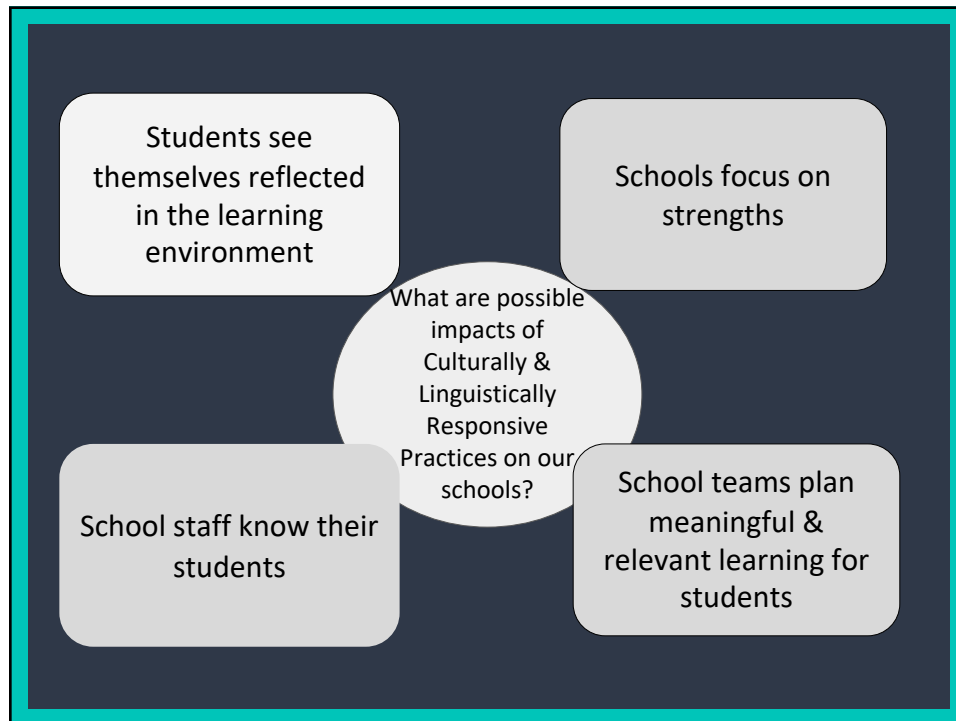 Students see
themselves reflected
in the learning
environment
Schools focus on
strengths
What are possible
impacts of
Culturally &
Linguistically
Responsive
Practices on our
schools?
School staff know their
students
School teams plan
meaningful &
relevant learning for
students